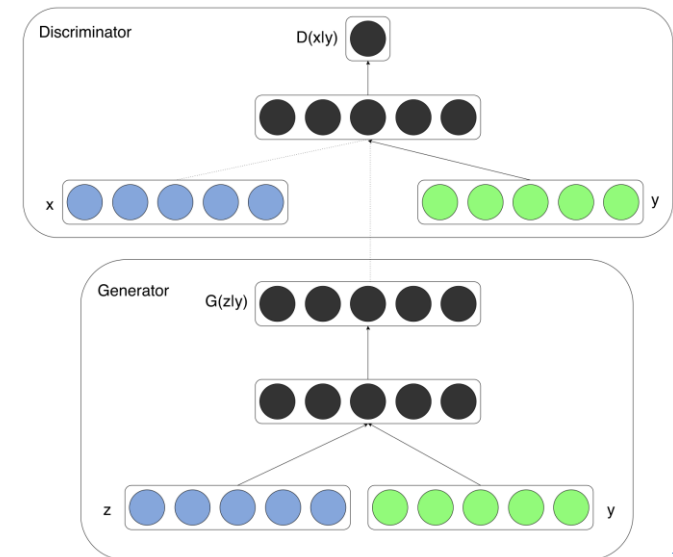 Discriminator
D(x|y)
x
y
Generator
G(z|y)
z
y